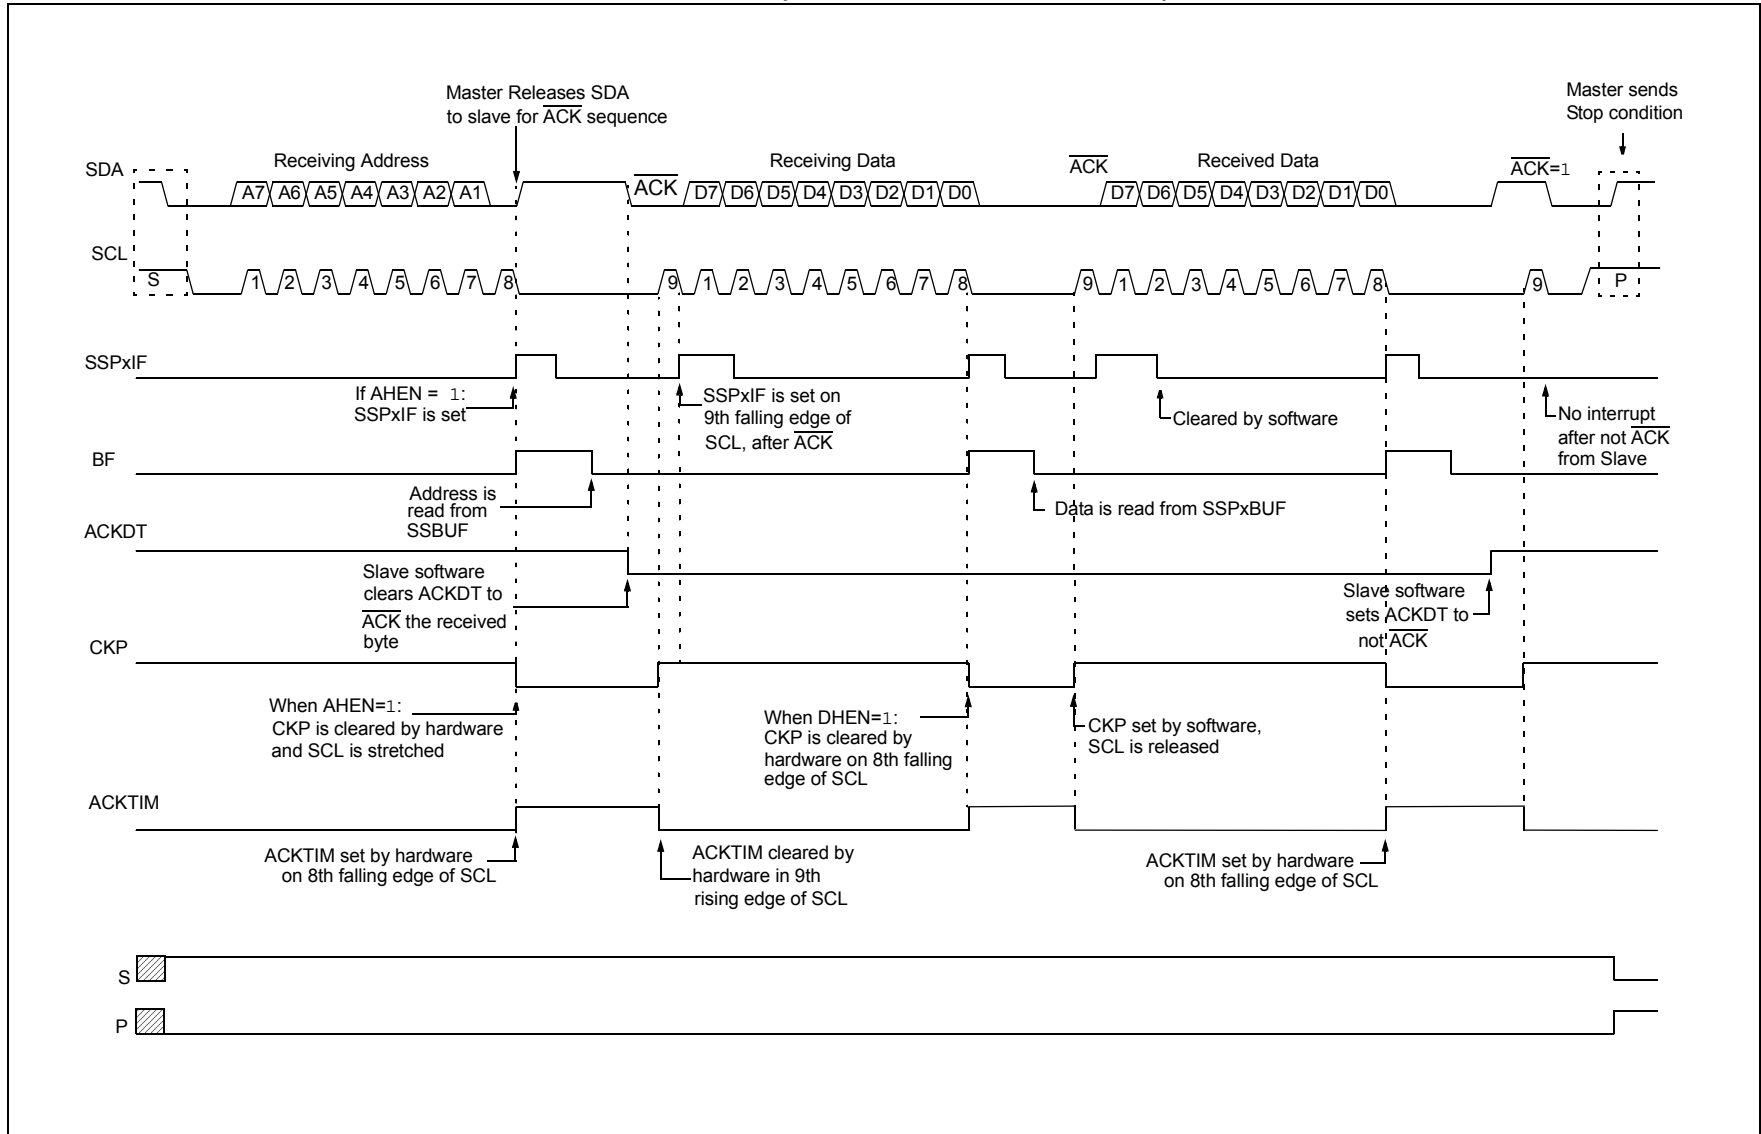 Master Releases SDA
to slave for ACK sequence
Master sends
Stop condition
SDA
Receiving Address
Receiving Data
ACK
Received Data
ACK=1
A7 A6 A5 A4 A3 A2 A1
ACK
D7 D6 D5 D4 D3 D2 D1 D0
D7 D6 D5 D4 D3 D2 D1 D0
SCL
S
1 2 3 4 5 6 7 8
9 1 2 3 4 5 6 7 8
9 1 2 3 4 5 6 7 8
9
P
SSPxIF
If AHEN = 1:
SSPxIF is set
SSPxIF is set on
9th falling edge of
SCL, after ACK
Cleared by software
No interrupt
after not ACK
from Slave
BF
Address is
read from
SSBUF
Data is read from SSPxBUF
ACKDT
Slave software
clears ACKDT to
ACK the received
byte
Slave software
sets ACKDT to
not ACK
CKP
When AHEN=1:
CKP is cleared by hardware
and SCL is stretched
When DHEN=1:
CKP is cleared by
hardware on 8th falling
edge of SCL
CKP set by software,
SCL is released
ACKTIM
ACKTIM set by hardware
on 8th falling edge of SCL
ACKTIM cleared by
hardware in 9th
rising edge of SCL
ACKTIM set by hardware
on 8th falling edge of SCL
S
P